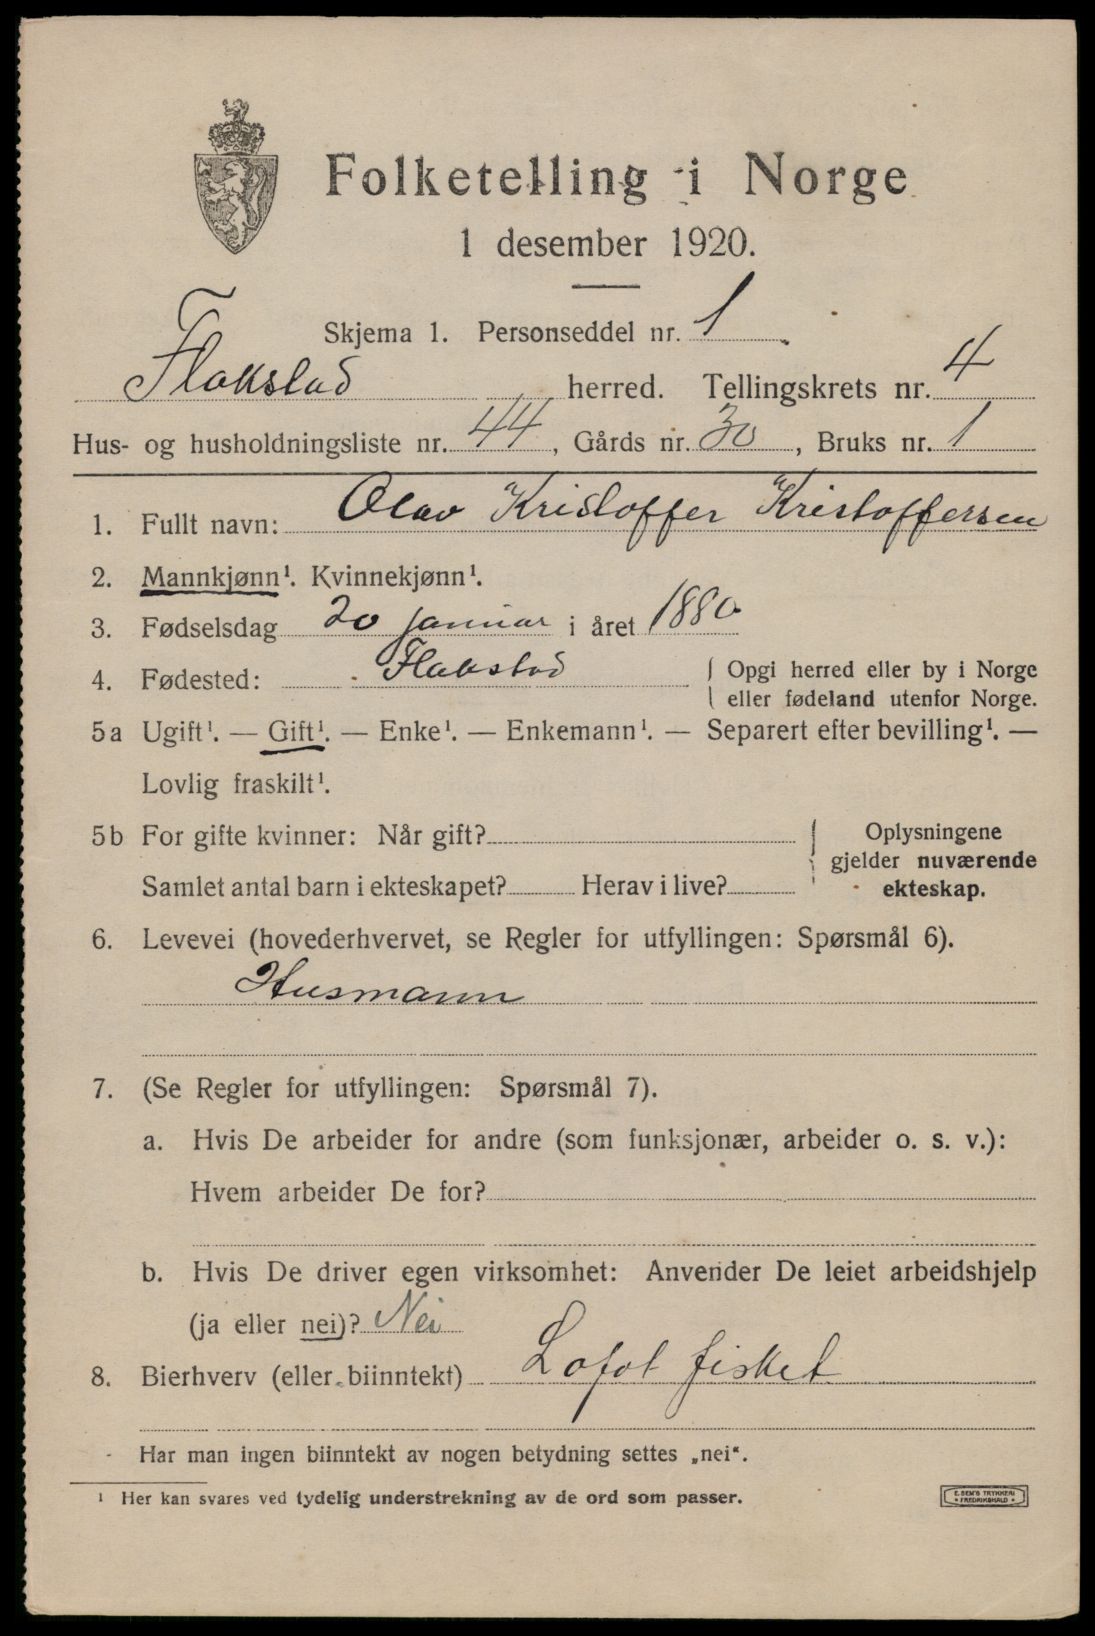 Folketelling i Norge
1 desember 1920.
Skjema 1. Personseddel nr. 1
Flakstad herred. Tellingskrets nr. 4
Hus- og husholdningsliste nr. 44, Gårds nr. 30, Bruks nr. 1
1. Fullt navn: Olav Kristoffer Kristoffersen
2. Mannkjønn¹. Kvinnekjønn¹.
3. Fødselsdag 20 januar i året 1880
4. Fødested: Flakstad
Opgi herred eller by i Norge
eller fødeland utenfor Norge.
5a Ugift¹. — Gift¹. — Enke¹. — Enkemann¹. — Separert efter bevilling¹. —
Lovlig fraskilt¹.
5b For gifte kvinner: Når gift?
Samlet antal barn i ekteskapet? Herav i live?
Oplysningene
gjelder nuværende
ekteskap.
6. Levevei (hovederhvervet, se Regler for utfyllingen: Spørsmål 6).
Husmann
7. (Se Regler for utfyllingen: Spørsmål 7).
a. Hvis De arbeider for andre (som funksjonær, arbeider o. s. v.):
Hvem arbeider De for?
b. Hvis De driver egen virksomhet: Anvender De leiet arbeidshjelp
(ja eller nei)? Nei
8. Bierhverv (eller biinntekt) Lofot fisket
Har man ingen biinntekt av nogen betydning settes „nei“.
¹ Her kan svares ved tydelig understrekning av de ord som passer.
E. SEM'S TRYKKERI
FREDRIKSHALD